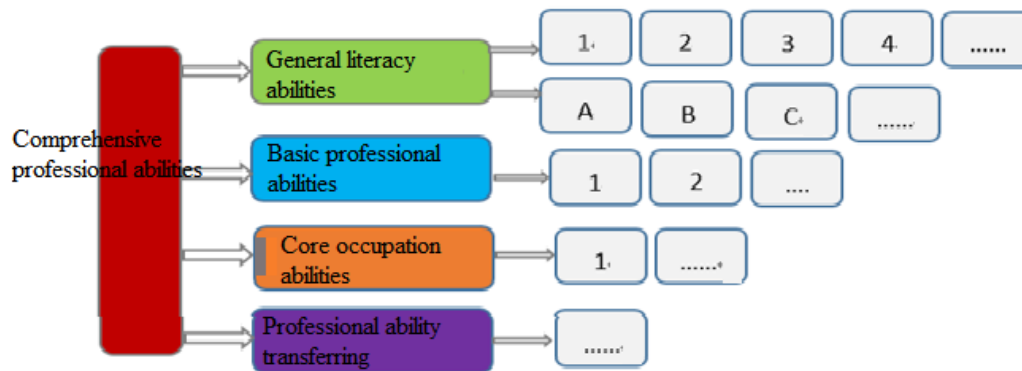 Comprehensive
professional abilities
General literacy
abilities
1 2 3 4 ......
A B C ......
Basic professional
abilities
1 2 ....
Core occupation
abilities
1 ......
Professional ability
transferring
......